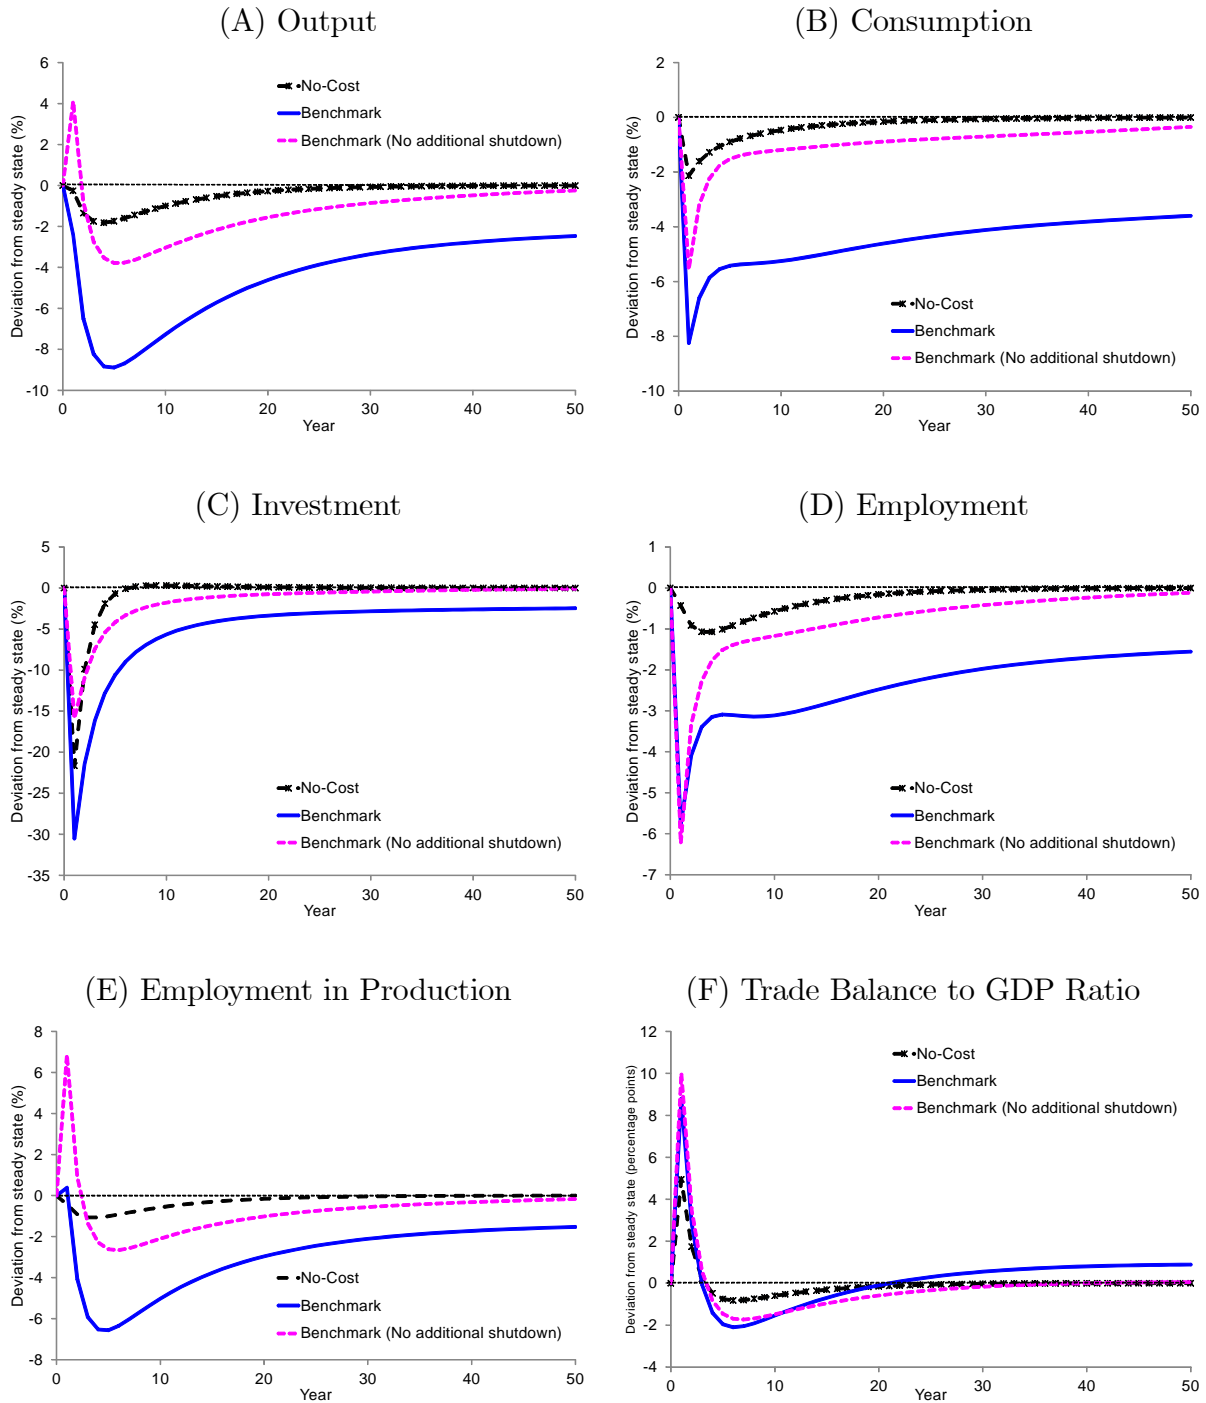 (A) Output
Deviation from steady state (%)
6
4
2
0
-2
-4
-6
-8
-10
0 10 20 30 40 50
Year
No-Cost
Benchmark
Benchmark (No additional shutdown)
(B) Consumption
Deviation from steady state (%)
2
0
-2
-4
-6
-8
-10
0 10 20 30 40 50
Year
No-Cost
Benchmark
Benchmark (No additional shutdown)
(C) Investment
Deviation from steady state (%)
5
0
-5
-10
-15
-20
-25
-30
-35
0 10 20 30 40 50
Year
No-Cost
Benchmark
Benchmark (No additional shutdown)
(D) Employment
Deviation from steady state (%)
1
0
-1
-2
-3
-4
-5
-6
-7
0 10 20 30 40 50
Year
No-Cost
Benchmark
Benchmark (No additional shutdown)
(E) Employment in Production
Deviation from steady state (%)
8
6
4
2
0
-2
-4
-6
-8
0 10 20 30 40 50
Year
No-Cost
Benchmark
Benchmark (No additional shutdown)
(F) Trade Balance to GDP Ratio
Deviation from steady state (percentage points)
12
10
8
6
4
2
0
-2
-4
0 10 20 30 40 50
Year
No-Cost
Benchmark
Benchmark (No additional shutdown)